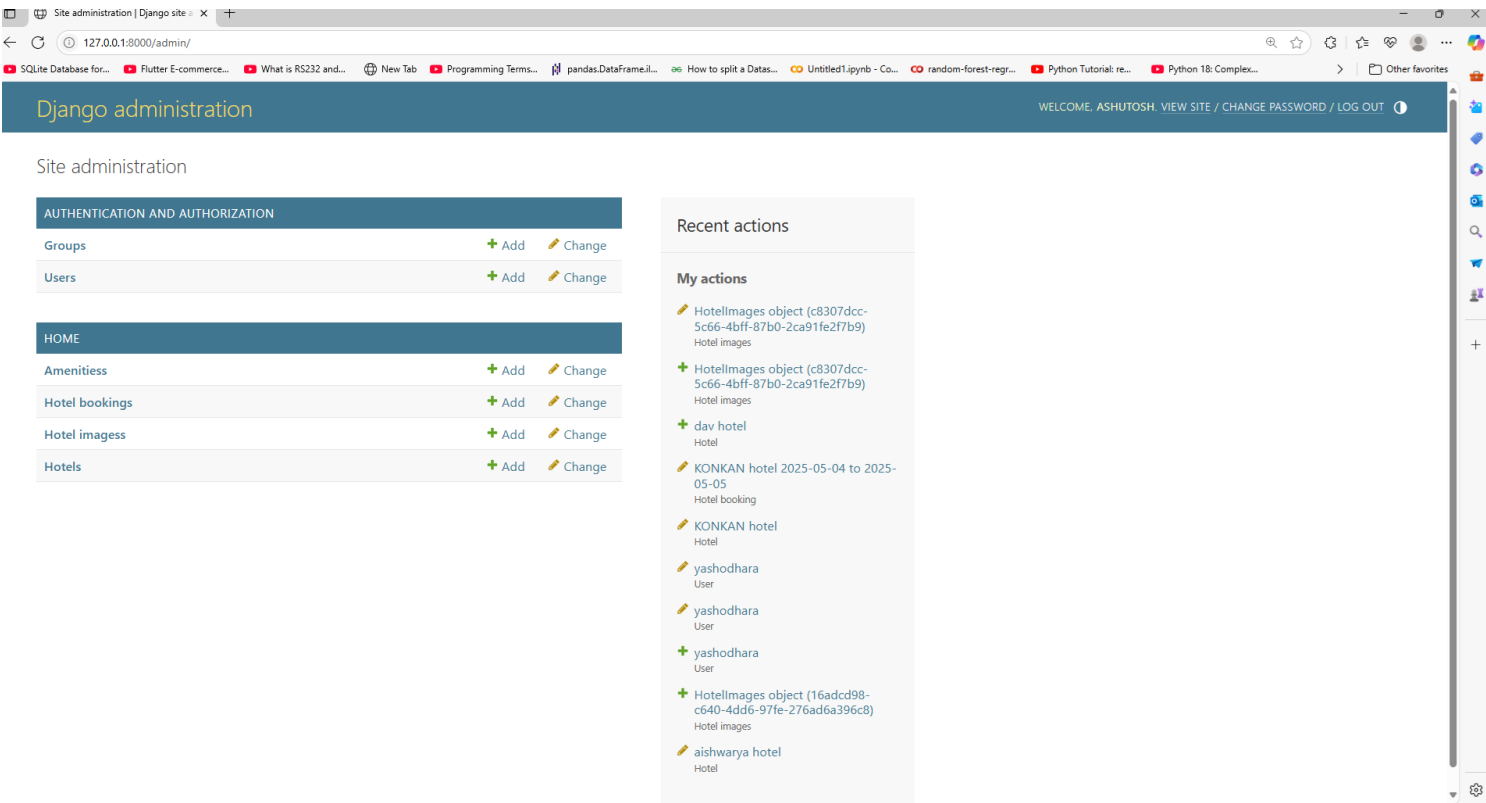 Site administration | Django site a
127.0.0.1:8000/admin/
SQLite Database for... Flutter E-commerce... What is RS232 and... New Tab Programming Terms... pandas.DataFrame.il... How to split a Datas... Untitled1.ipynb - Co... random-forest-regr... Python Tutorial: re... Python 18: Complex... Other favorites
Django administration
WELCOME, ASHUTOSH. VIEW SITE / CHANGE PASSWORD / LOG OUT
Site administration
AUTHENTICATION AND AUTHORIZATION
Groups Add Change
Users Add Change
HOME
Amenitiess Add Change
Hotel bookings Add Change
Hotel imagess Add Change
Hotels Add Change
Recent actions
My actions
HotelImages object (c8307dcc-
5c66-4bff-87b0-2ca91fe2f7b9)
Hotel images
HotelImages object (c8307dcc-
5c66-4bff-87b0-2ca91fe2f7b9)
Hotel images
dav hotel
Hotel
KONKAN hotel 2025-05-04 to 2025-
05-05
Hotel booking
KONKAN hotel
Hotel
yashodhara
User
yashodhara
User
yashodhara
User
HotelImages object (16adcd98-
c640-4dd6-97fe-276ad6a396c8)
Hotel images
aishwarya hotel
Hotel